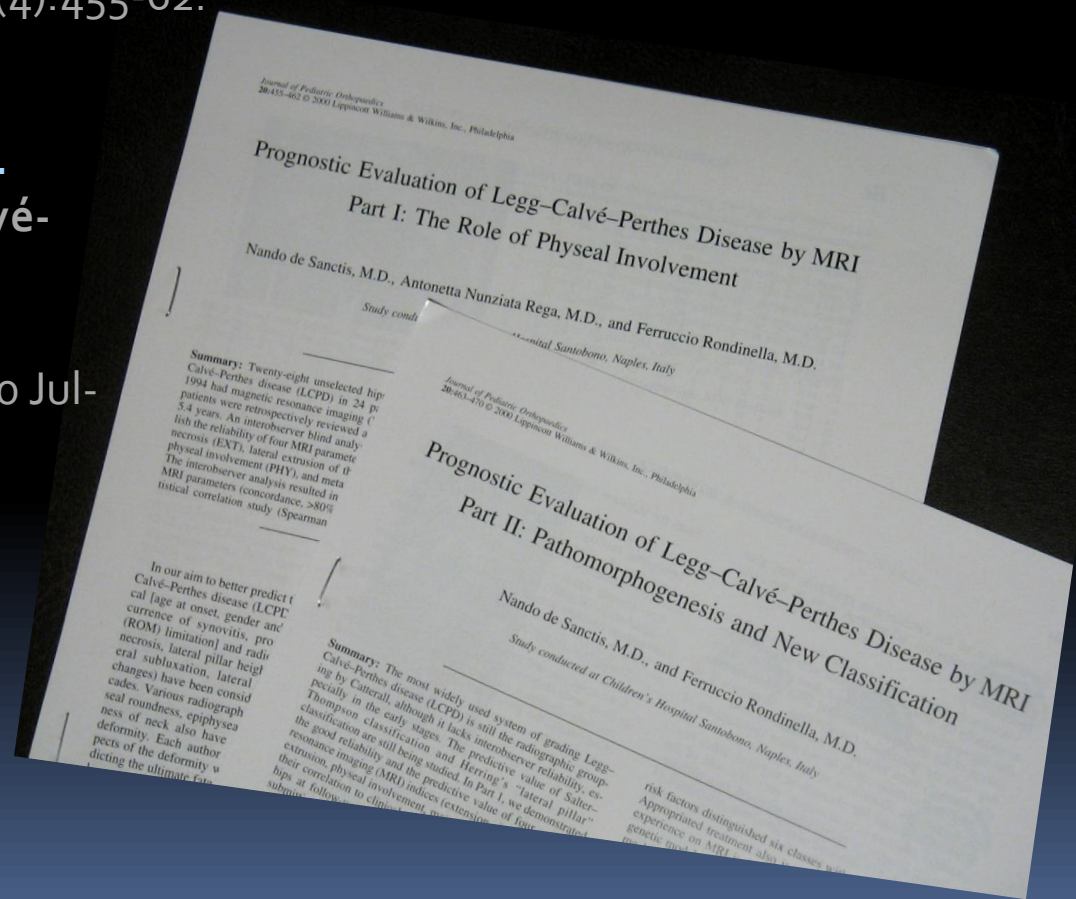 (4):455-62.
vé-
o Jul-
Journal of Pediatric Orthopaedics
20:455–462 © 2000 Lippincott Williams & Wilkins, Inc., Philadelphia
Prognostic Evaluation of Legg–Calvé–Perthes Disease by MRI
Part I: The Role of Physeal Involvement
Nando de Sanctis, M.D., Antonetta Nunziata Rega, M.D., and Ferruccio Rondinella, M.D.
Study condu
Hospital Santobono, Naples, Italy
Summary: Twenty-eight unselected hips
Calvé–Perthes disease (LCPD) in 24 pa
1994 had magnetic resonance imaging (
patients were retrospectively reviewed a
5.4 years. An interobserver blind analy
lish the reliability of four MRI paramete
necrosis (EXT), lateral extrusion of th
physeal involvement (PHY), and meta
The interobserver analysis resulted in
MRI parameters (concordance, >80%
tistical correlation study (Spearman
In our aim to better predict t
Calvé–Perthes disease (LCPD
cal [age at onset, gender and
currence of synovitis, pro
(ROM) limitation] and radio
necrosis, lateral pillar heigh
eral subluxation, lateral
changes) have been consid
cades. Various radiograph
seal roundness, epiphysea
ness of neck also have
deformity. Each author
pects of the deformity w
dicting the ultimate fate
Journal of Pediatric Orthopaedics
20:463–470 © 2000 Lippincott Williams & Wilkins, Inc., Philadelphia
Prognostic Evaluation of Legg–Calvé–Perthes Disease by MRI
Part II: Pathomorphogenesis and New Classification
Nando de Sanctis, M.D., and Ferruccio Rondinella, M.D.
Study conducted at Children's Hospital Santobono, Naples, Italy
Summary: The most widely used system of grading Legg–
Calvé–Perthes disease (LCPD) is still the radiographic group-
ing by Catterall, although it lacks interobserver reliability, es-
pecially in the early stages. The predictive value of Salter–
Thompson classification and Herring's "lateral pillar"
classification are still being studied. In Part I, we demonstrated
the good reliability and the predictive value of four
resonance imaging (MRI) indices (extension
extrusion, physeal involvement,
their correlation to clinical
hips at follow-
risk factors distinguished six classes with
Appropriated treatment also
experience on MRI